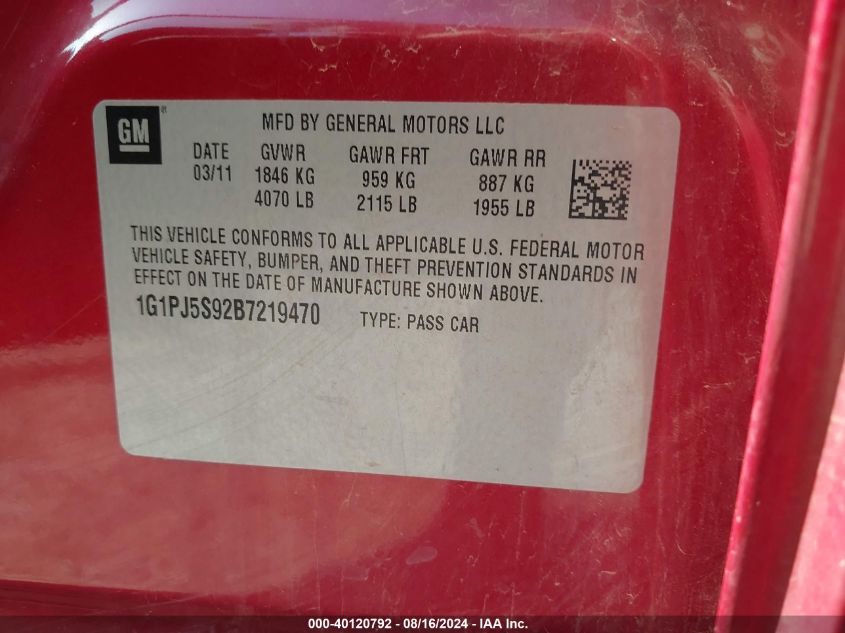 GM®
MFD BY GENERAL MOTORS LLC
DATE GVWR GAWR FRT GAWR RR
03/11 1846 KG 959 KG 887 KG
4070 LB 2115 LB 1955 LB
THIS VEHICLE CONFORMS TO ALL APPLICABLE U.S. FEDERAL MOTOR
VEHICLE SAFETY, BUMPER, AND THEFT PREVENTION STANDARDS IN
EFFECT ON THE DATE OF MANUFACTURE SHOWN ABOVE.
1G1PJ5S92B7219470 TYPE: PASS CAR
000-40120792 - 08/16/2024 - IAA Inc.